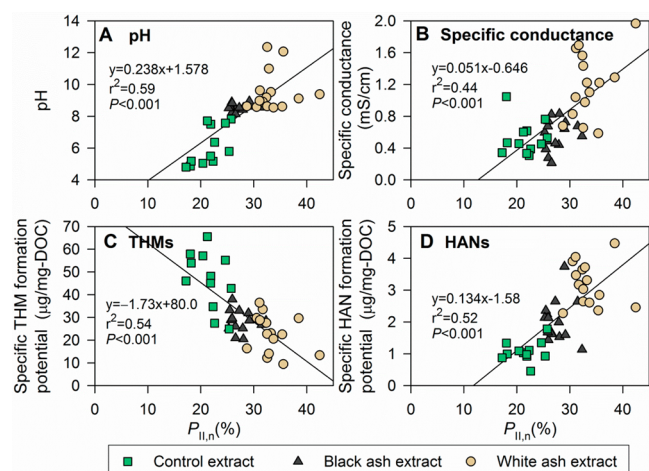 A pH
y=0.238x+1.578
r²=0.59
P<0.001
pH
14
12
10
8
6
4
0 10 20 30 40
B Specific conductance
y=0.051x-0.646
r²=0.44
P<0.001
Specific conductance
(mS/cm)
2.0
1.6
1.2
0.8
0.4
0.0
0 10 20 30 40
C THMs
y=−1.73x+80.0
r²=0.54
P<0.001
Specific THM formation
potential (μg/mg-DOC)
70
60
50
40
30
20
10
0
0 10 20 30 40
P II,n (%)
D HANs
y=0.134x-1.58
r²=0.52
P<0.001
Specific HAN formation
potential (μg/mg-DOC)
5
4
3
2
1
0
0 10 20 30 40
P II,n (%)
Control extract Black ash extract White ash extract